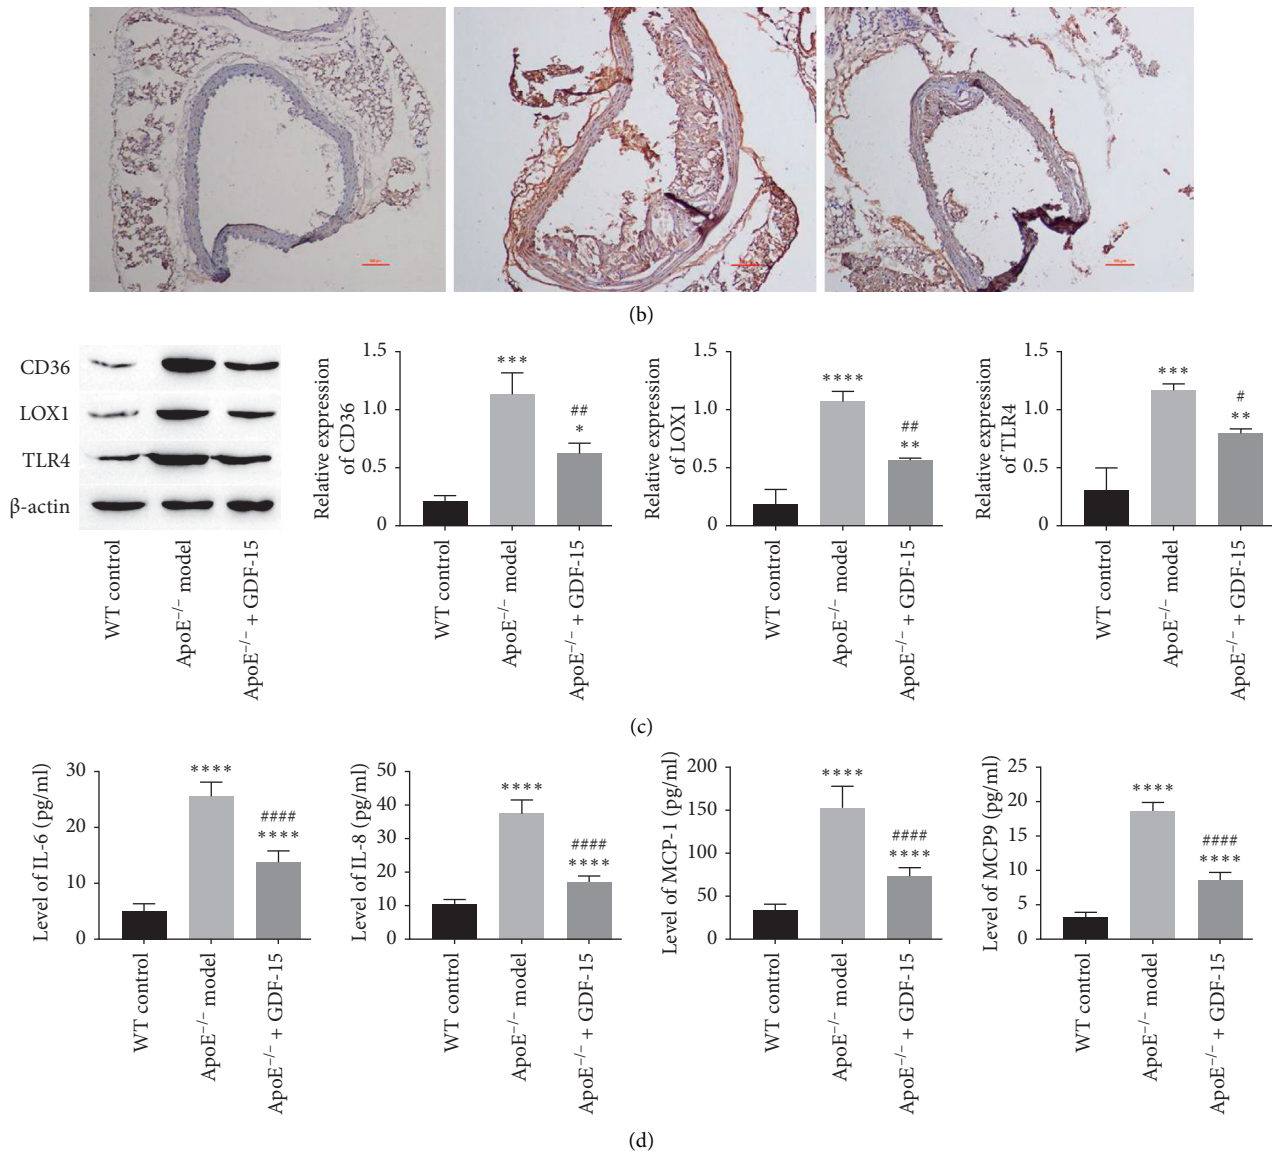 (b)
CD36
LOX1
TLR4
β-actin
WT control
ApoE−/− model
ApoE−/− + GDF-15
Relative expression
of CD36
1.5
1.0
0.5
0
***
##
*
WT control
ApoE−/− model
ApoE−/− + GDF-15
Relative expression
of LOX1
1.5
1.0
0.5
0
****
##
**
WT control
ApoE−/− model
ApoE−/− + GDF-15
Relative expression
of TLR4
1.5
1.0
0.5
0
***
#
**
WT control
ApoE−/− model
ApoE−/− + GDF-15
(c)
Level of IL-6 (pg/ml)
30
20
10
0
****
####
****
WT control
ApoE−/− model
ApoE−/− + GDF-15
Level of IL-8 (pg/ml)
50
40
30
20
10
0
****
####
****
WT control
ApoE−/− model
ApoE−/− + GDF-15
Level of MCP-1 (pg/ml)
200
150
100
50
0
****
####
****
WT control
ApoE−/− model
ApoE−/− + GDF-15
Level of MCP9 (pg/ml)
25
20
15
10
5
0
****
####
****
WT control
ApoE−/− model
ApoE−/− + GDF-15
(d)